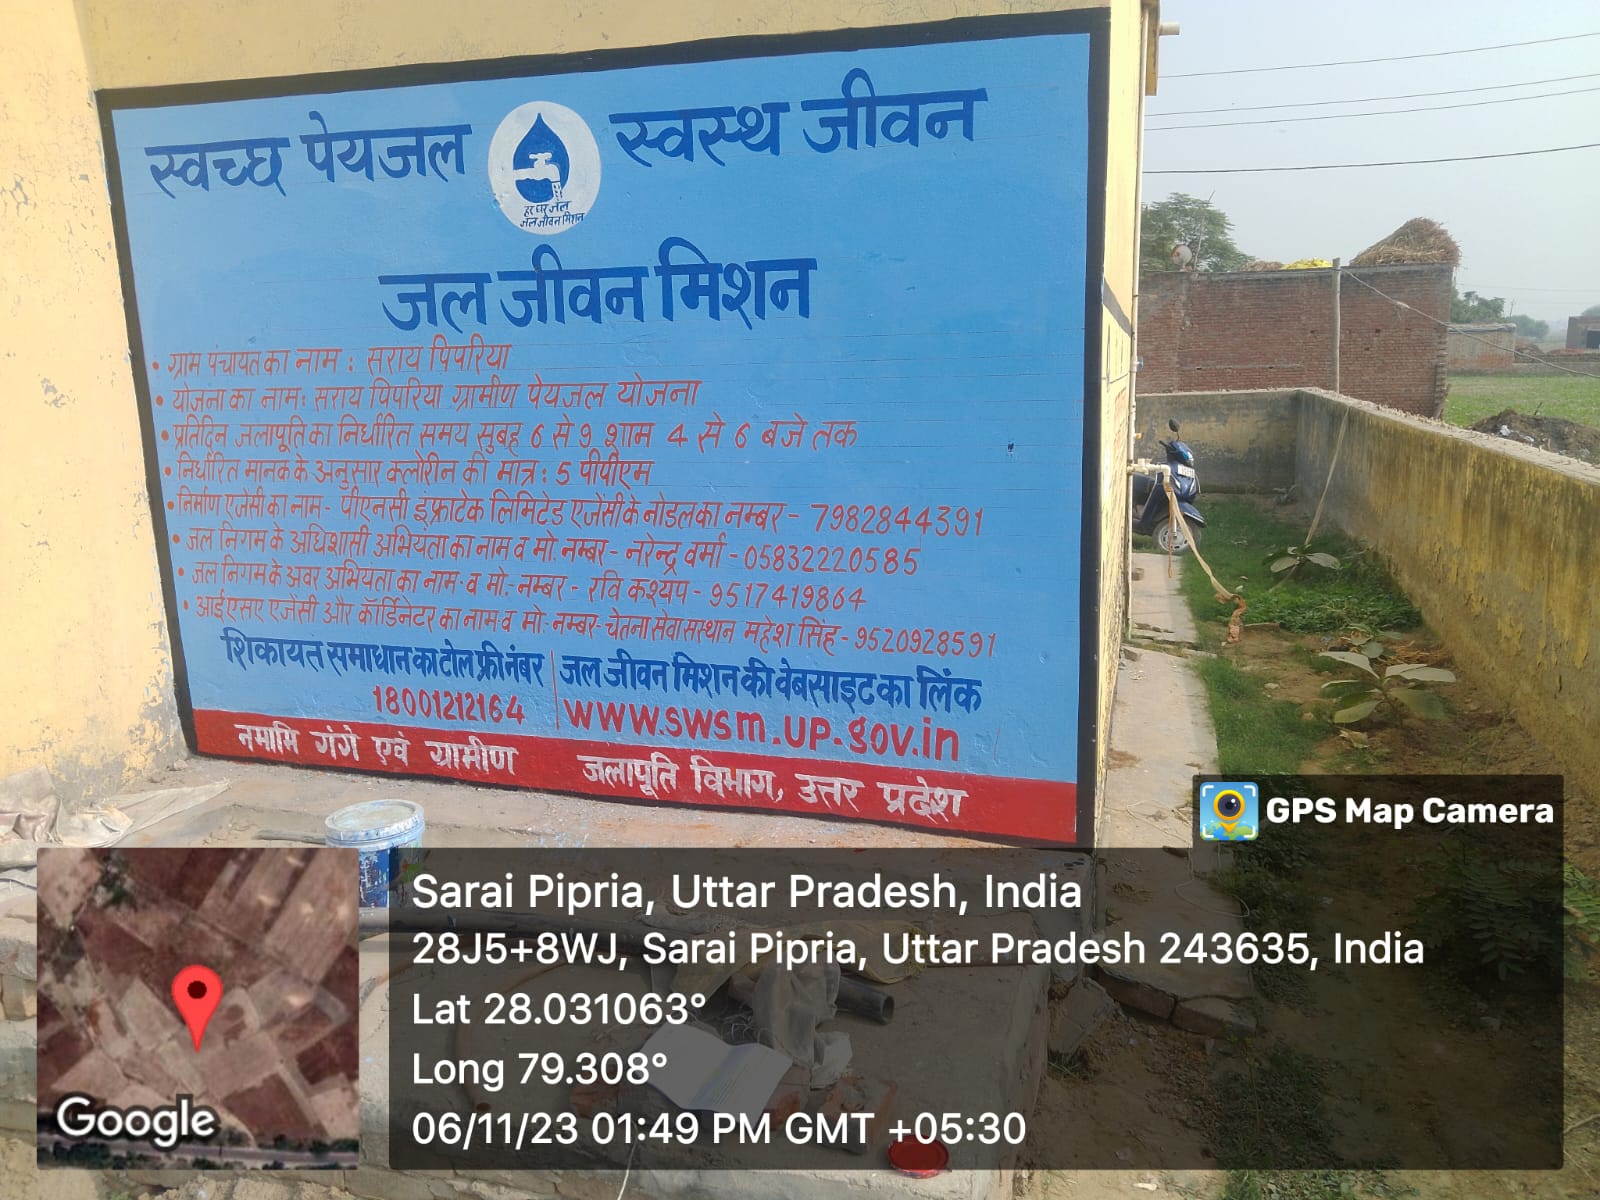 स्वच्छ पेयजल स्वस्थ जीवन
हर घर जल
जल जीवन मिशन
जल जीवन मिशन
• ग्राम पंचायत का नाम : सराय पिपरिया
• योजना का नाम: सराय पिपरिया ग्रामीण पेयजल योजना
• प्रतिदिन जलापूति का निर्धारित समय सुबह 6 से 9 शाम 4 से 6 बजे तक
• निर्धारित मानक के अनुसार क्लोरीन की मात्र : 5 पीपीएम
• निर्माण एजेंसी का नाम - पीएनसी इंफ्राटेक लिमिटेड एजेंसी के नोडल का नम्बर - 7982844391
• जल निगम के अधिशासी अभियंता का नाम व मो. नम्बर - नरेन्द्र वर्मा - 05832220585
• जल निगम के अवर अभियंता का नाम व मो.- नम्बर - रवि कश्यप - 9517419864
• आईएसए एजेंसी और कॉर्डिनेटर का नाम व मो. नम्बर - चेतना सेवा सस्थान महेश सिंह - 9520928591
शिकायत समाधान का टोल फ्री नंबर | जल जीवन मिशन की वेबसाइट का लिंक
18001212164 | www.swsm.up.gov.in
नमामि गंगे एवं ग्रामीण जलापूति विभाग, उत्तर प्रदेश
GPS Map Camera
Sarai Pipria, Uttar Pradesh, India
28J5+8WJ, Sarai Pipria, Uttar Pradesh 243635, India
Lat 28.031063°
Long 79.308°
06/11/23 01:49 PM GMT +05:30
Google